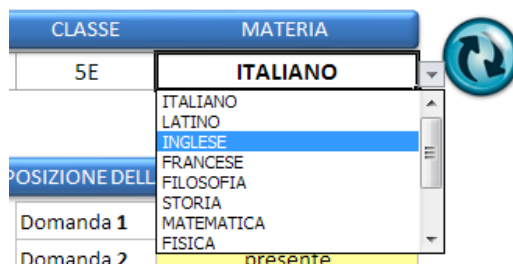 CLASSE MATERIA
5E ITALIANO
ITALIANO
LATINO
INGLESE
FRANCESE
FILOSOFIA
STORIA
MATEMATICA
FISICA
POSIZIONE DELL
Domanda 1
Domanda 2 presente